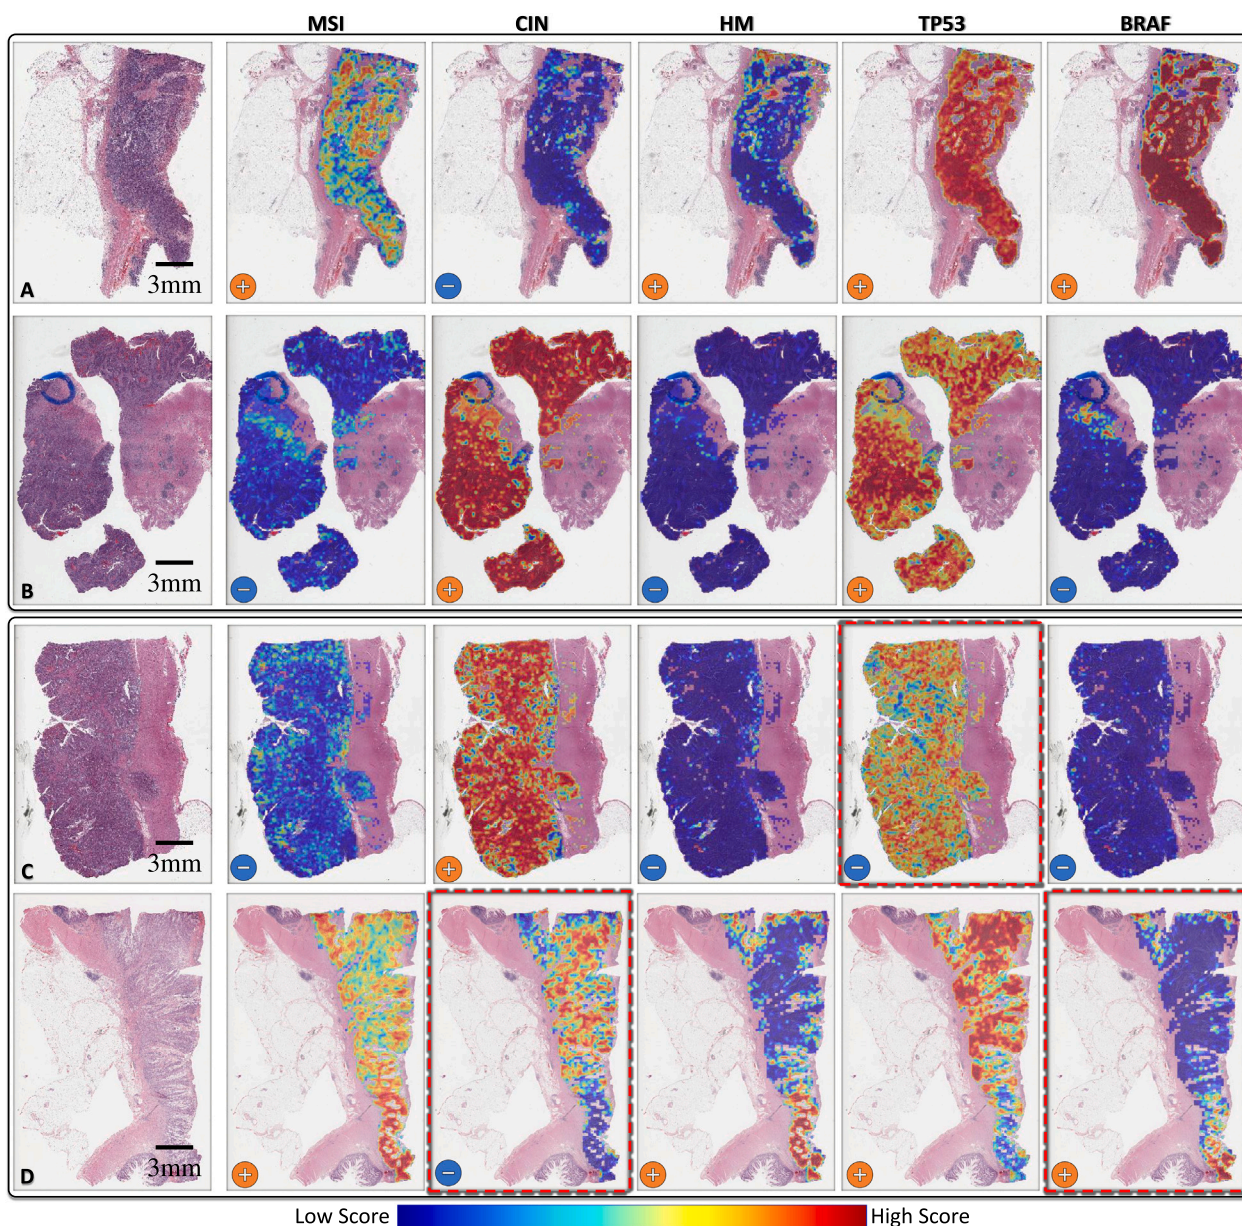 MSI CIN HM TP53 BRAF
3mm
A + − + + +
3mm
B − + − + −
3mm
C − + − − −
3mm
D + − + + +
Low Score High Score